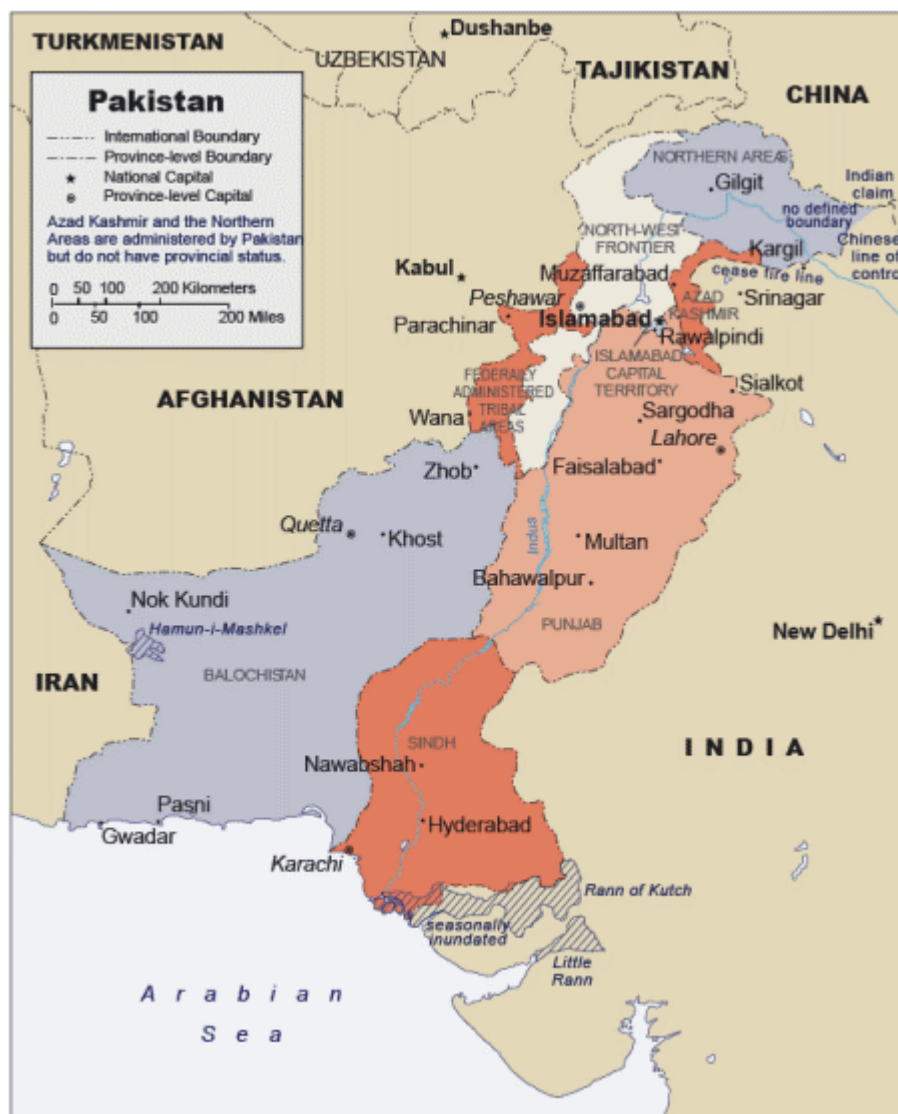 TURKMENISTAN
UZBEKISTAN
Dushanbe
TAJIKISTAN
CHINA
Pakistan
International Boundary
Province-level Boundary
National Capital
Province-level Capital
Azad Kashmir and the Northern
Areas are administered by Pakistan
but do not have provincial status.
0 50 100 200 Kilometers
0 50 100 200 Miles
NORTHERN AREAS
Gilgit
Indian
claim
no defined
boundary
Chinese
line of
control
NORTH-WEST
FRONTIER
Kargil
cease fire line
Kabul
Muzaffarabad
Peshawar
AZAD
KASHMIR
Srinagar
Parachinar
Islamabad
Rawalpindi
ISLAMABAD
CAPITAL
TERRITORY
Sialkot
FEDERALLY
ADMINISTERED
TRIBAL
AREAS
AFGHANISTAN
Wana
Sargodha
Lahore
Zhob
Faisalabad
Quetta
Khost
Indus
Multan
Bahawalpur
Nok Kundi
PUNJAB
Hamun-i-Mashkel
New Delhi
IRAN
BALOCHISTAN
SINDH
INDIA
Nawabshah
Pasni
Gwadar
Hyderabad
Karachi
Rann of Kutch
seasonally
inundated
Little
Rann
Arabian
Sea